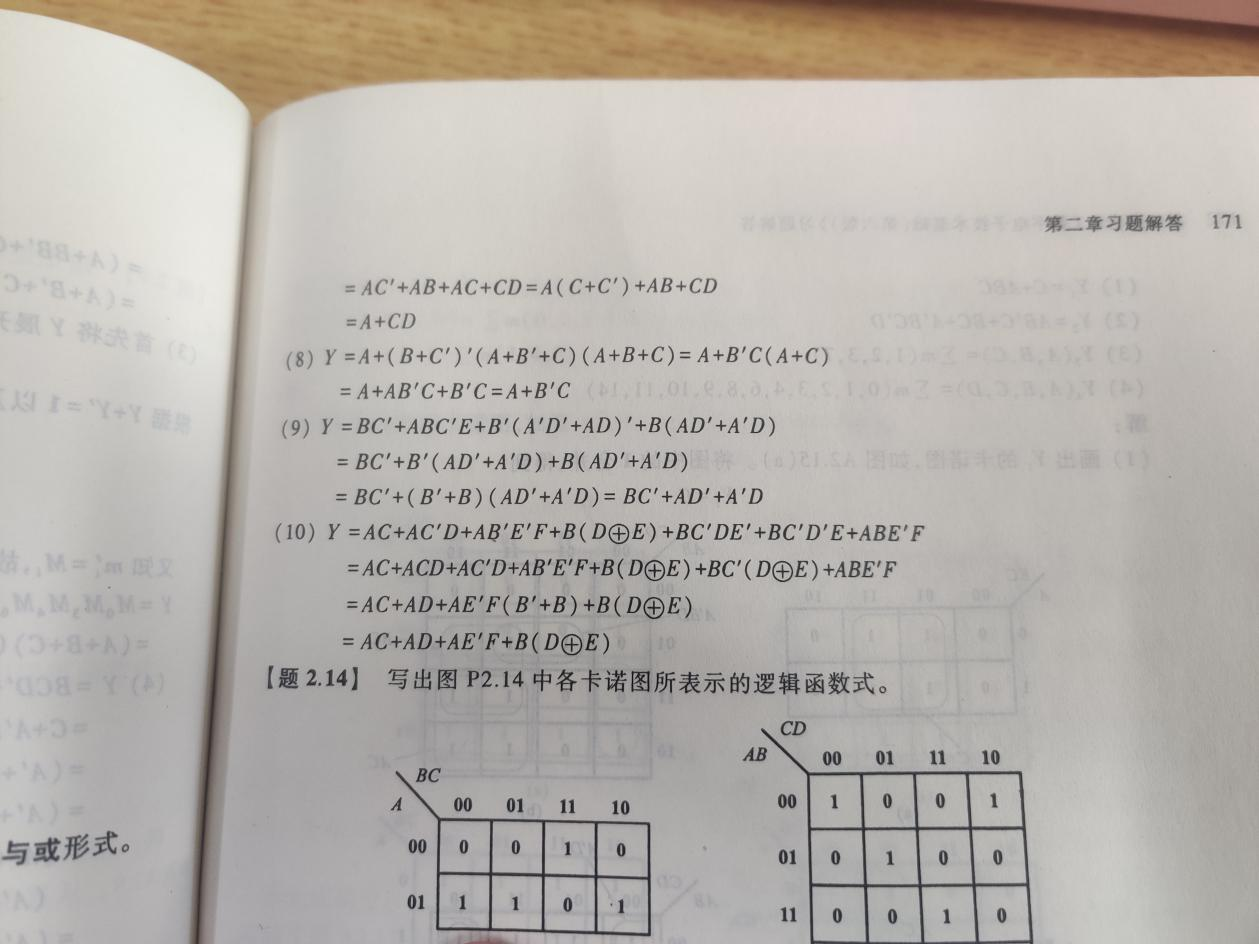 第二章习题解答 171
=AC'+AB+AC+CD=A(C+C')+AB+CD
=A+CD
(8) Y=A+(B+C')'(A+B'+C)(A+B+C)=A+B'C(A+C)
=A+AB'C+B'C=A+B'C
(9) Y=BC'+ABC'E+B'(A'D'+AD)'+B(AD'+A'D)
=BC'+B'(AD'+A'D)+B(AD'+A'D)
=BC'+(B'+B)(AD'+A'D)=BC'+AD'+A'D
(10) Y=AC+AC'D+AB'E'F+B(D⊕E)+BC'DE'+BC'D'E+ABE'F
=AC+ACD+AC'D+AB'E'F+B(D⊕E)+BC'(D⊕E)+ABE'F
=AC+AD+AE'F(B'+B)+B(D⊕E)
=AC+AD+AE'F+B(D⊕E)
【题2.14】 写出图 P2.14 中各卡诺图所表示的逻辑函数式。
BC
A 00 01 11 10
00 0 0 1 0
01 1 1 0 1
CD
AB 00 01 11 10
00 1 0 0 1
01 0 1 0 0
11 0 0 1 0
与或形式。